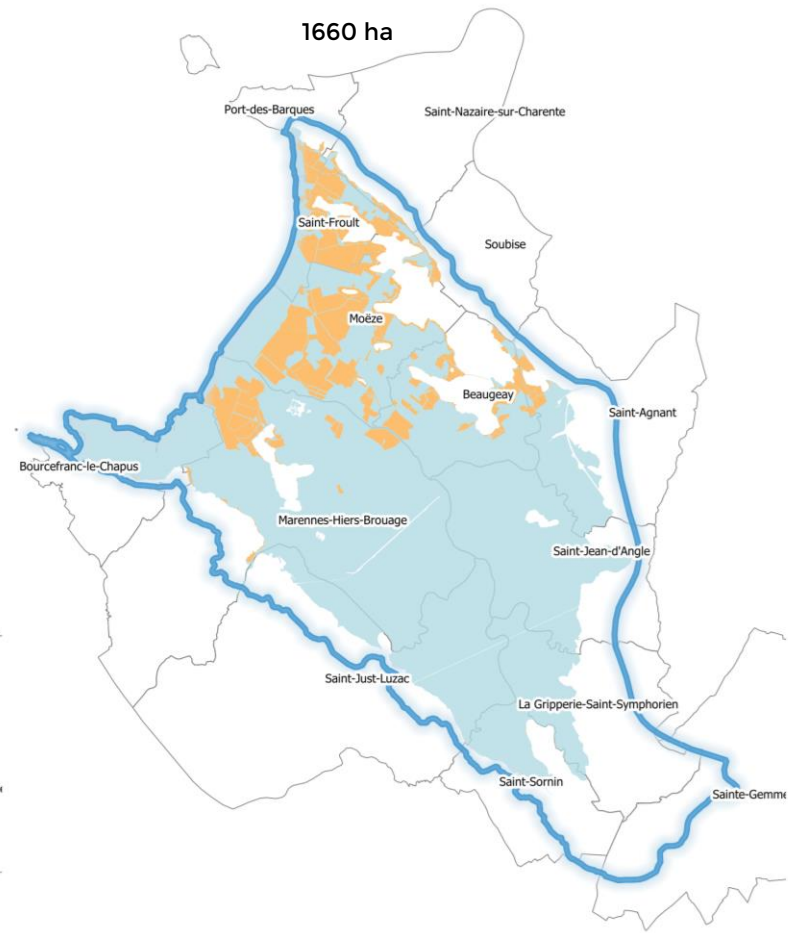 1660 ha
Port-des-Barques
Saint-Nazaire-sur-Charente
Saint-Froult
Soubise
Moëze
Beaugeay
Saint-Agnant
Bourcefranc-le-Chapus
Marennes-Hiers-Brouage
Saint-Jean-d'Angle
Saint-Just-Luzac
La Gripperie-Saint-Symphorien
Saint-Sornin
Sainte-Gemme